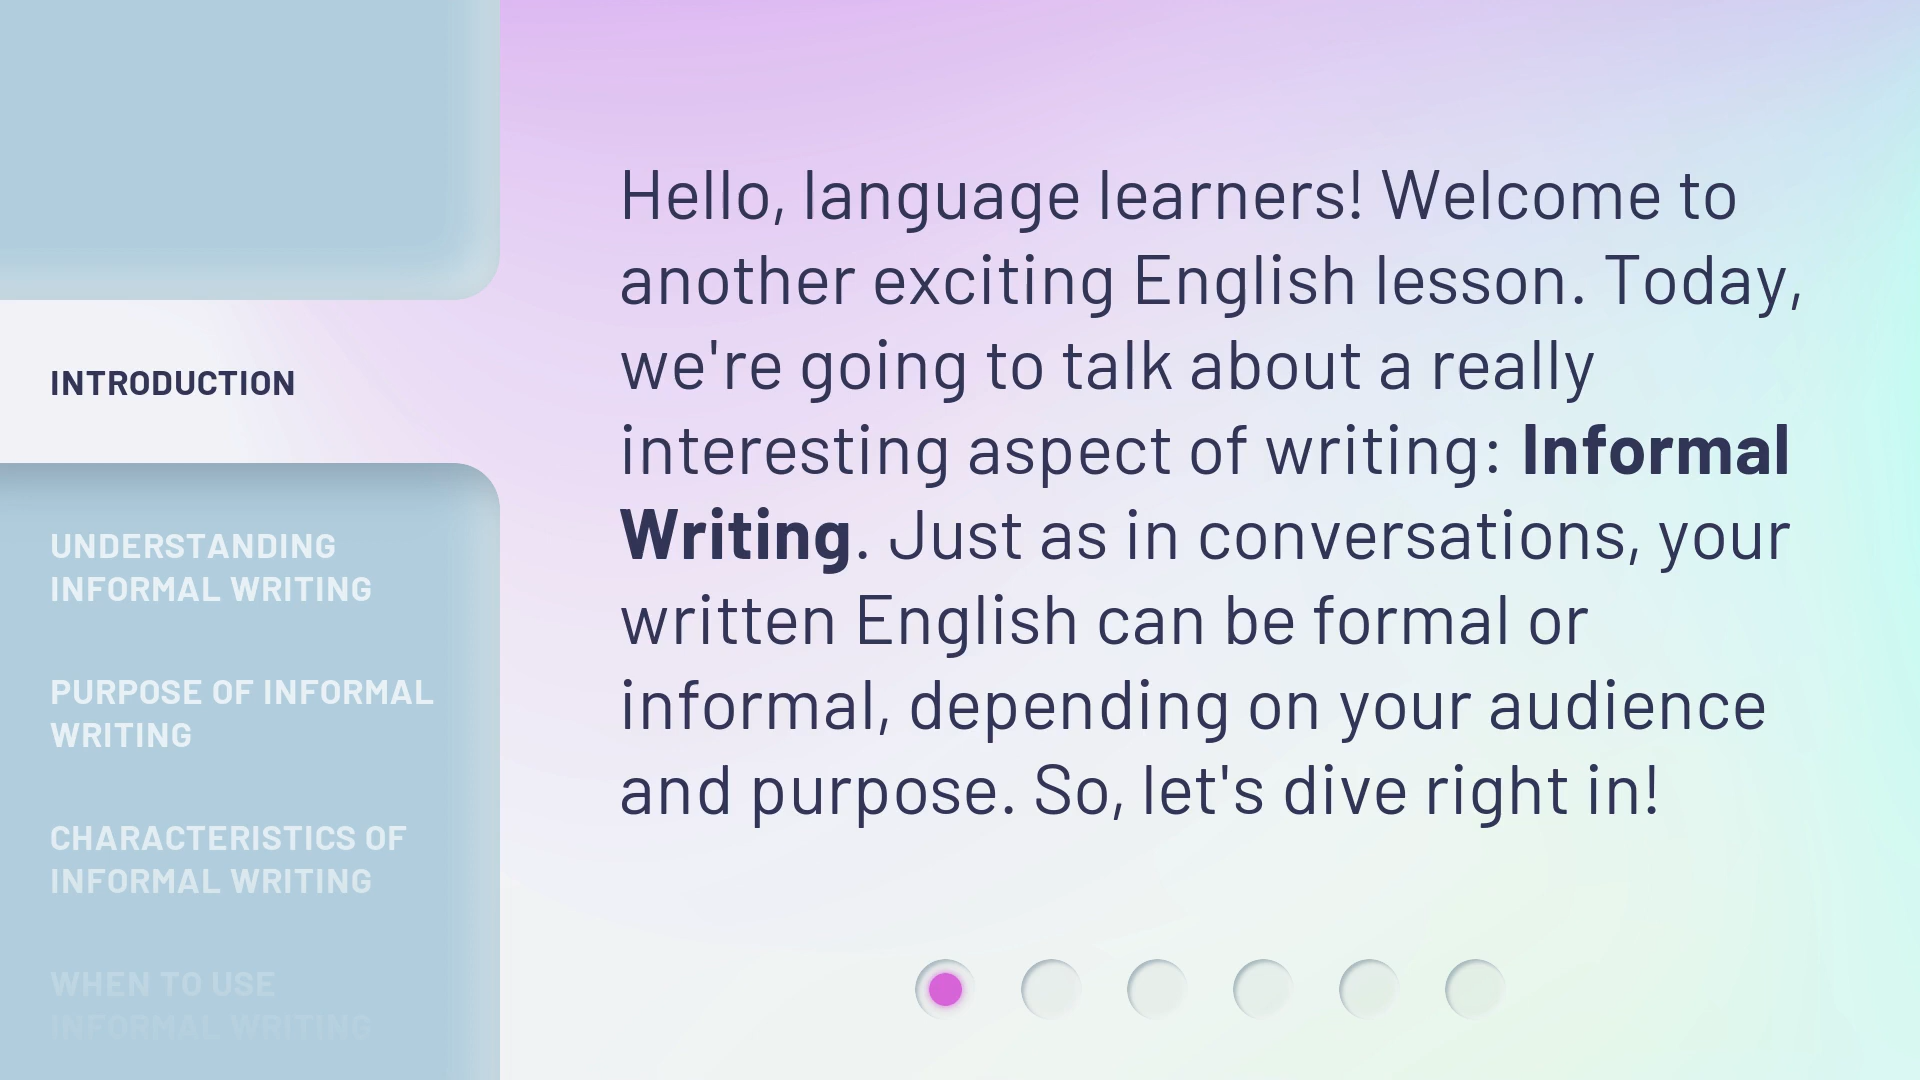 INTRODUCTION
UNDERSTANDING
INFORMAL WRITING
PURPOSE OF INFORMAL
WRITING
CHARACTERISTICS OF
INFORMAL WRITING
WHEN TO USE
INFORMAL WRITING
Hello, language learners! Welcome to
another exciting English lesson. Today,
we're going to talk about a really
interesting aspect of writing: Informal
Writing. Just as in conversations, your
written English can be formal or
informal, depending on your audience
and purpose. So, let's dive right in!